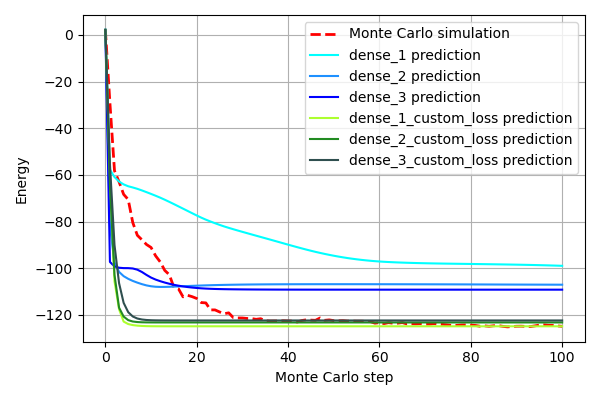 Monte Carlo simulation
dense_1 prediction
dense_2 prediction
dense_3 prediction
dense_1_custom_loss prediction
dense_2_custom_loss prediction
dense_3_custom_loss prediction
Energy
0
−20
−40
−60
−80
−100
−120
0 20 40 60 80 100
Monte Carlo step